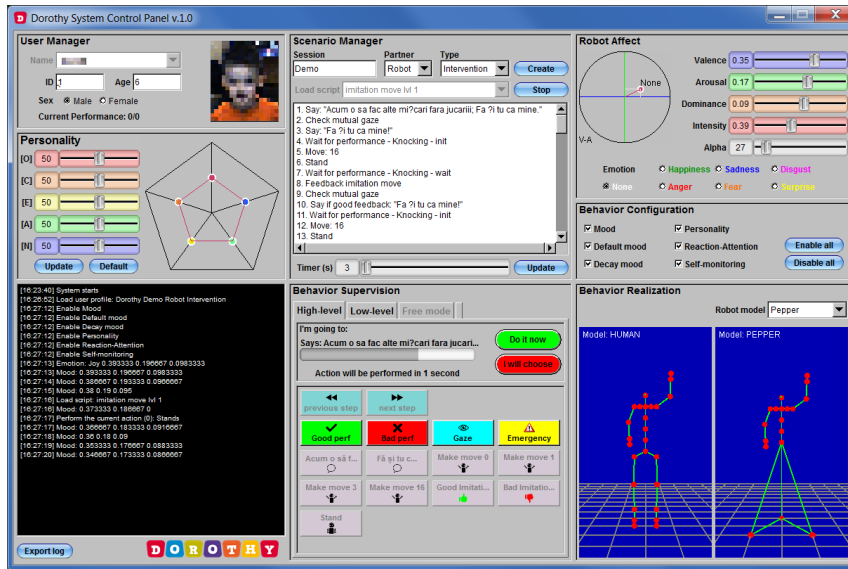 Dorothy System Control Panel v.1.0
User Manager
Name
ID 1 Age 6
Sex Male Female
Current Performance: 0/0
Personality
[O] 50
[C] 50
[E] 50
[A] 50
[N] 50
Update Default
[16:23:40] System starts
[16:26:52] Load user profile: Dorothy Demo Robot Intervention
[16:27:12] Enable Mood
[16:27:12] Enable Default mood
[16:27:12] Enable Decay mood
[16:27:12] Enable Personality
[16:27:12] Enable Reaction-Attention
[16:27:12] Enable Self-monitoring
[16:27:13] Emotion: Joy 0.393333 0.196667 0.0983333
[16:27:13] Mood: 0.393333 0.196667 0.0983333
[16:27:14] Mood: 0.386667 0.193333 0.0966667
[16:27:15] Mood: 0.38 0.19 0.095
[16:27:16] Load script: imitation move lvl 1
[16:27:16] Mood: 0.373333 0.186667 0
[16:27:17] Perform the current action (0): Stands
[16:27:17] Mood: 0.366667 0.183333 0.0916667
[16:27:18] Mood: 0.36 0.18 0.09
[16:27:19] Mood: 0.353333 0.176667 0.0883333
[16:27:20] Mood: 0.346667 0.173333 0.0866667
Export log
DOROTHY
Scenario Manager
Session Partner Type
Demo Robot Intervention Create
Load script imitation move lvl 1 Stop
1. Say: "Acum o sa fac alte mi?cari fara jucariii; Fa ?i tu ca mine."
2. Check mutual gaze
3. Say: "Fa ?i tu ca mine!"
4. Wait for performance - Knocking - init
5. Move: 16
6. Stand
7. Wait for performance - Knocking - wait
8. Feedback imitation move
9. Check mutual gaze
10. Say if good feedback: "Fa ?i tu ca mine!"
11. Wait for performance - Knocking - init
12. Move: 16
13. Stand
Timer (s) 3 Update
Behavior Supervision
High-level Low-level Free mode
I'm going to:
Says: Acum o sa fac alte mi?cari fara jucari...
Action will be performed in 1 second
Do it now
I will choose
previous step next step
Good perf Bad perf Gaze Emergency
Acum o să f... Fă și tu c... Make move 0 Make move 1
Make move 3 Make move 16 Good Imitati... Bad Imitatio...
Stand
Robot Affect
None
V-A
Valence 0.35
Arousal 0.17
Dominance 0.09
Intensity 0.39
Alpha 27
Emotion Happiness Sadness Disgust
None Anger Fear Surprise
Behavior Configuration
Mood Personality
Default mood Reaction-Attention Enable all
Decay mood Self-monitoring Disable all
Behavior Realization
Robot model Pepper
Model: HUMAN Model: PEPPER